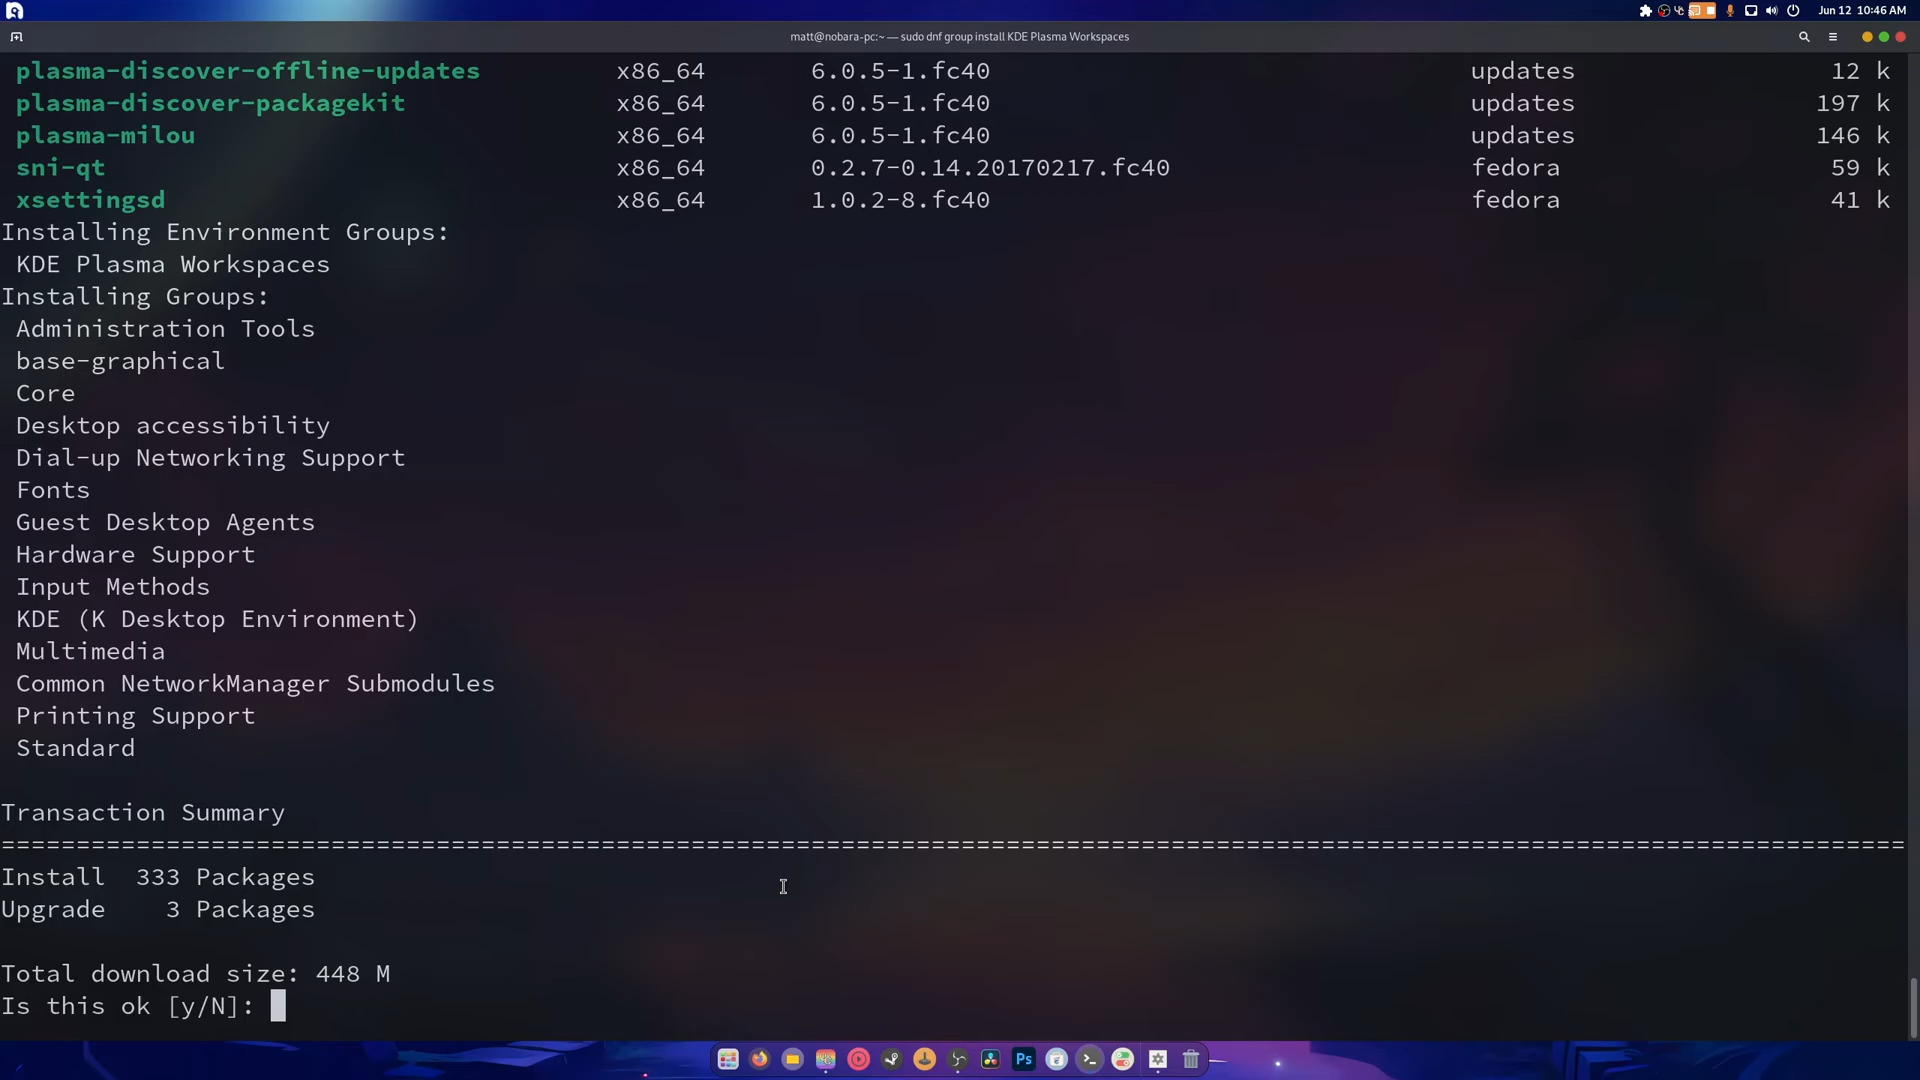 Jun 12 10:46 AM
matt@nobara-pc:~ — sudo dnf group install KDE Plasma Workspaces
plasma-discover-offline-updates x86_64 6.0.5-1.fc40 updates 12 k
plasma-discover-packagekit x86_64 6.0.5-1.fc40 updates 197 k
plasma-milou x86_64 6.0.5-1.fc40 updates 146 k
sni-qt x86_64 0.2.7-0.14.20170217.fc40 fedora 59 k
xsettingsd x86_64 1.0.2-8.fc40 fedora 41 k
Installing Environment Groups:
KDE Plasma Workspaces
Installing Groups:
Administration Tools
base-graphical
Core
Desktop accessibility
Dial-up Networking Support
Fonts
Guest Desktop Agents
Hardware Support
Input Methods
KDE (K Desktop Environment)
Multimedia
Common NetworkManager Submodules
Printing Support
Standard
Transaction Summary
================================================================================================================================
Install 333 Packages
Upgrade 3 Packages
Total download size: 448 M
Is this ok [y/N]:
Ps